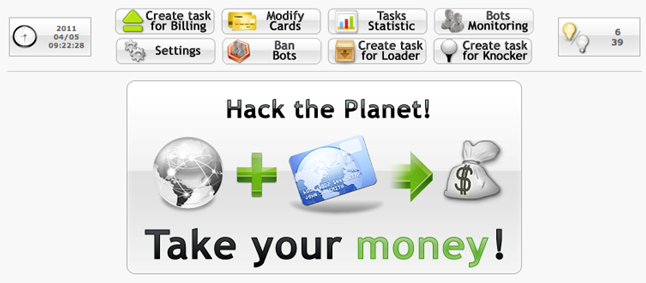 2011
04/05
09:22:28
Create task
for Billing
Modify
Cards
Tasks
Statistic
Bots
Monitoring
Settings
Ban
Bots
Create task
for Loader
Create task
for Knocker
6
39
Hack the Planet!
Take your money!